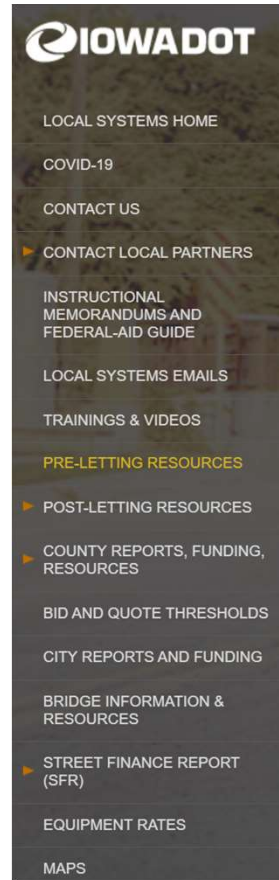 IOWADOT
LOCAL SYSTEMS HOME
COVID-19
CONTACT US
CONTACT LOCAL PARTNERS
INSTRUCTIONAL
MEMORANDUMS AND
FEDERAL-AID GUIDE
LOCAL SYSTEMS EMAILS
TRAININGS & VIDEOS
PRE-LETTING RESOURCES
POST-LETTING RESOURCES
COUNTY REPORTS, FUNDING,
RESOURCES
BID AND QUOTE THRESHOLDS
CITY REPORTS AND FUNDING
BRIDGE INFORMATION &
RESOURCES
STREET FINANCE REPORT
(SFR)
EQUIPMENT RATES
MAPS